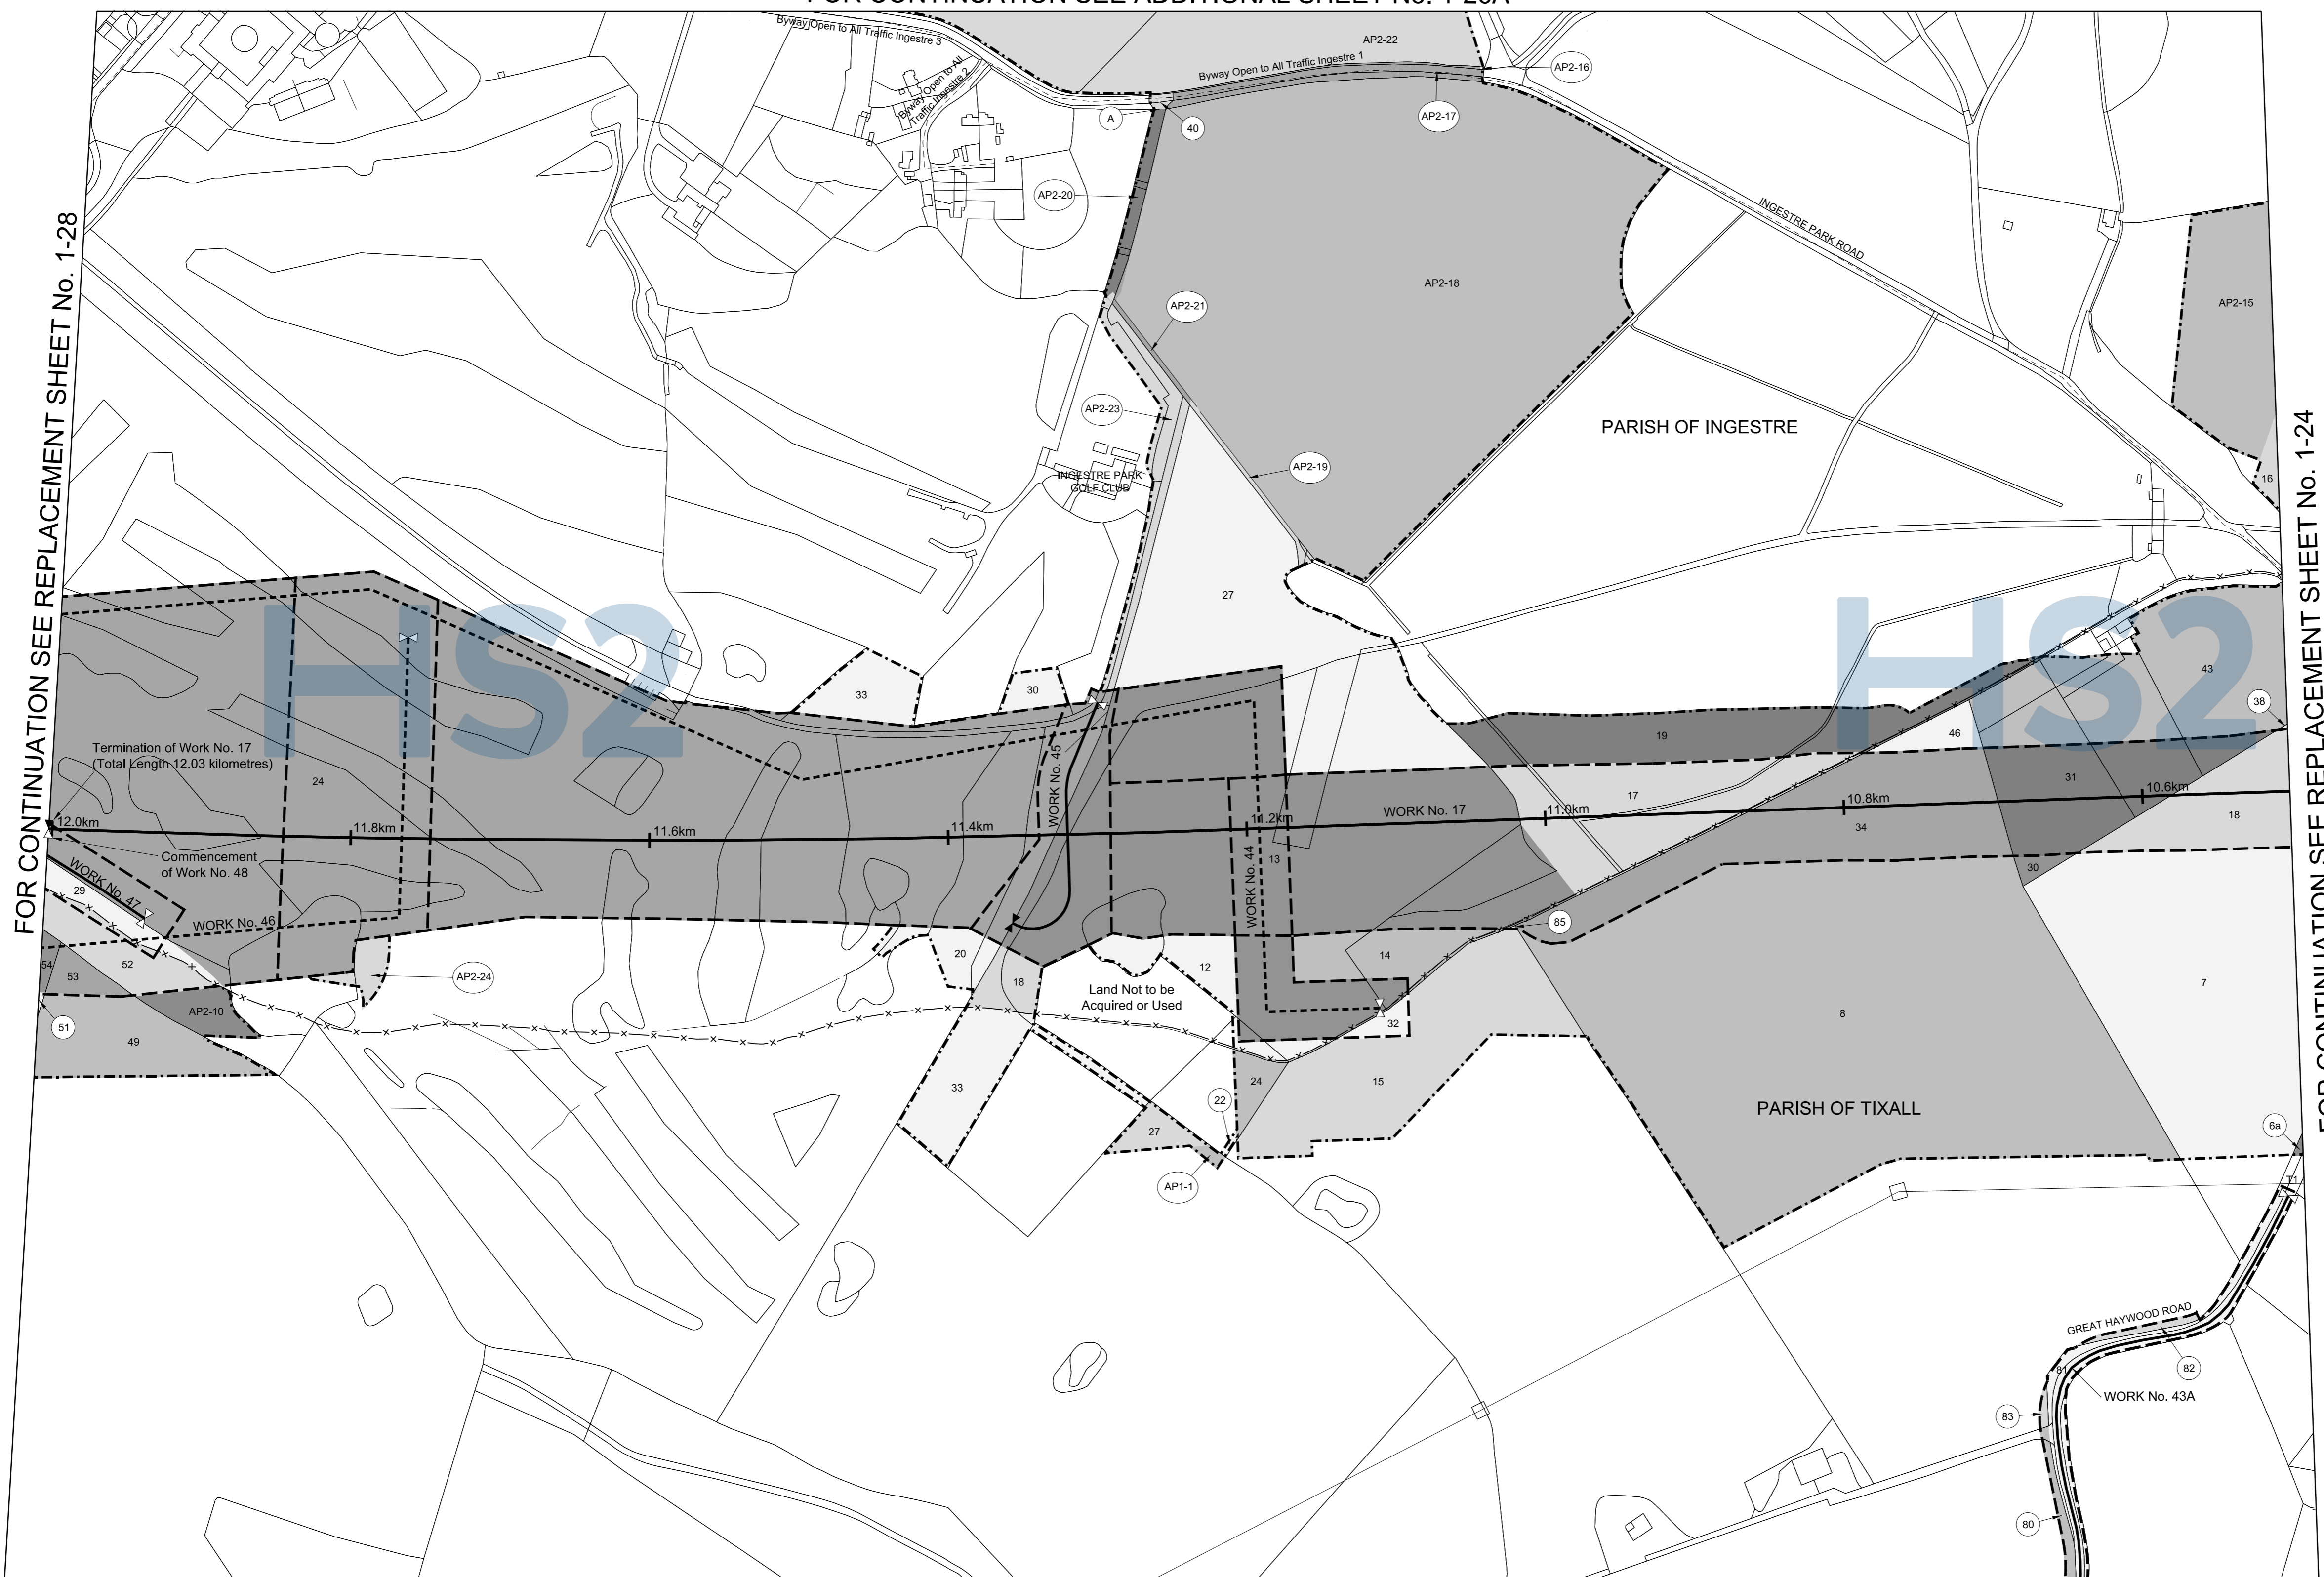 FOR CONTINUATION SEE ADDITIONAL SHEET No. 1-26A
Byway Open to All Traffic Ingestre 3
Byway Open to All
Traffic Ingestre 2
Byway Open to All Traffic Ingestre 1
AP2-22
AP2-16
AP2-17
A
40
AP2-20
INGESTRE PARK ROAD
AP2-18
AP2-15
AP2-21
AP2-23
PARISH OF INGESTRE
AP2-19
INGESTRE PARK
GOLF CLUB
16
FOR CONTINUATION SEE REPLACEMENT SHEET No. 1-28
FOR CONTINUATION SEE REPLACEMENT SHEET No. 1-24
27
HS2
HS2
33
30
43
38
46
19
Termination of Work No. 17
(Total Length 12.03 kilometres)
24
WORK No. 45
31
17
12.0km
11.8km
11.6km
11.4km
11.2km
WORK No. 17
11.0km
10.8km
10.6km
34
18
Commencement
of Work No. 48
WORK No. 47
29
WORK No. 44
13
30
WORK No. 46
85
54
53
52
AP2-24
20
18
12
14
Land Not to be
Acquired or Used
7
AP2-10
51
49
32
8
33
24
15
22
27
PARISH OF TIXALL
6a
AP1-1
T1
GREAT HAYWOOD ROAD
82
81
WORK No. 43A
83
80